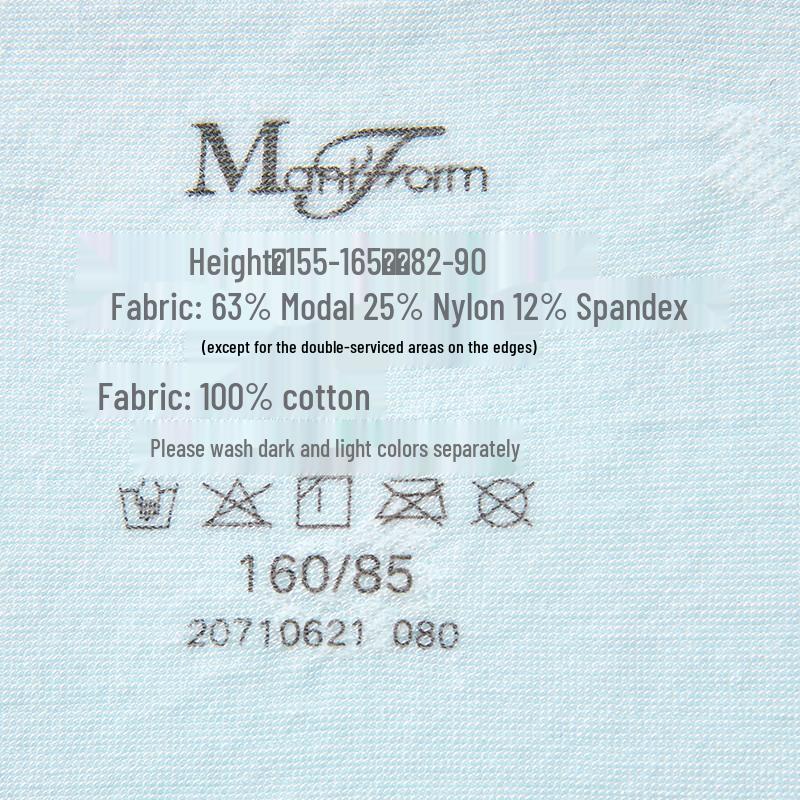 ManiForm
Height 155-165 82-90
Fabric: 63% Modal 25% Nylon 12% Spandex
(except for the double-serviced areas on the edges)
Fabric: 100% cotton
Please wash dark and light colors separately
160/85
20710621 080